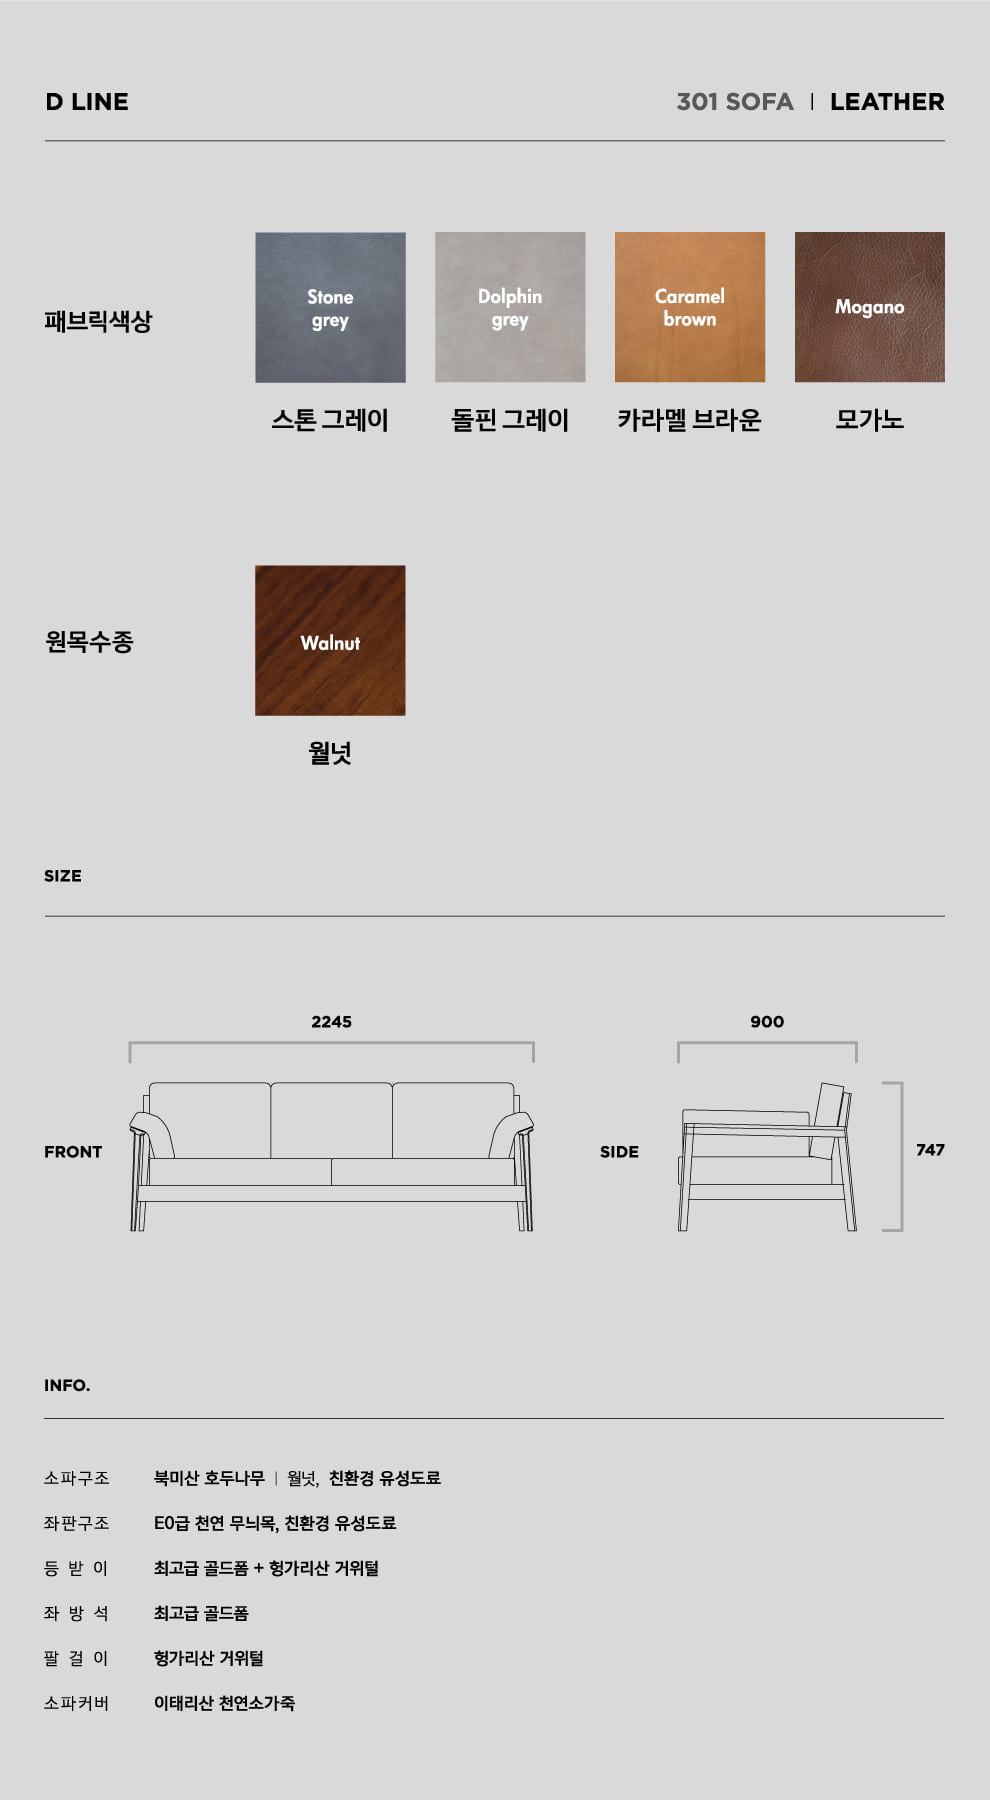 D LINE
301 SOFA | LEATHER
패브릭색상
Stone
grey
스톤 그레이
Dolphin
grey
돌핀 그레이
Caramel
brown
카라멜 브라운
Mogano
모가노
원목수종
Walnut
월넛
SIZE
FRONT
2245
SIDE
900
747
INFO.
소파구조 북미산 호두나무 | 월넛, 친환경 유성도료
좌판구조 E0급 천연 무늬목, 친환경 유성도료
등 받 이 최고급 골드폼 + 헝가리산 거위털
좌 방 석 최고급 골드폼
팔 걸 이 헝가리산 거위털
소파커버 이태리산 천연소가죽